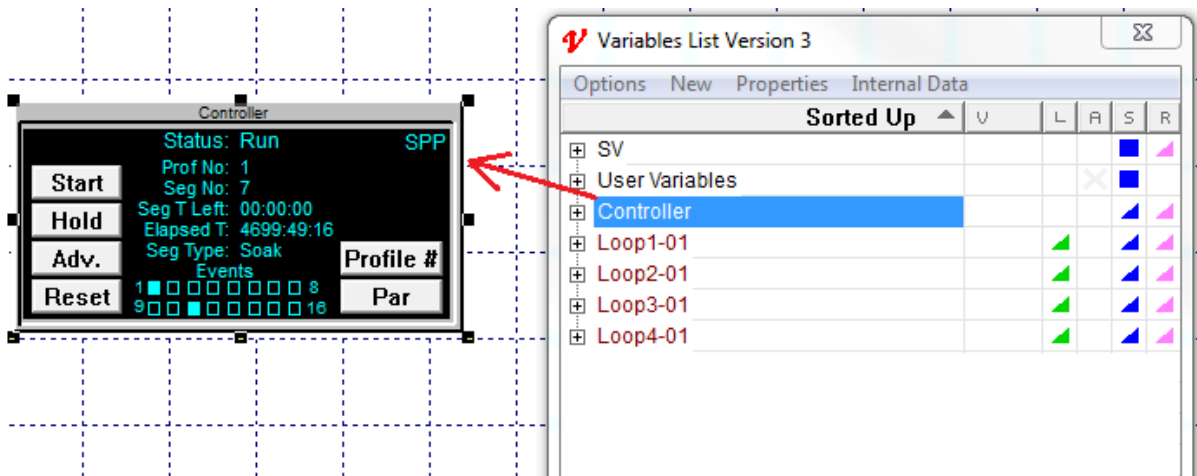 Controller
Status: Run SPP
Prof No: 1
Start
Seg No: 7
Seg T Left: 00:00:00
Hold
Elapsed T: 4699:49:16
Adv.
Seg Type: Soak
Profile #
Events
Reset
1 8
Par
9 16
Variables List Version 3
Options New Properties Internal Data
Sorted Up V L A S R
SV
User Variables
Controller
Loop1-01
Loop2-01
Loop3-01
Loop4-01